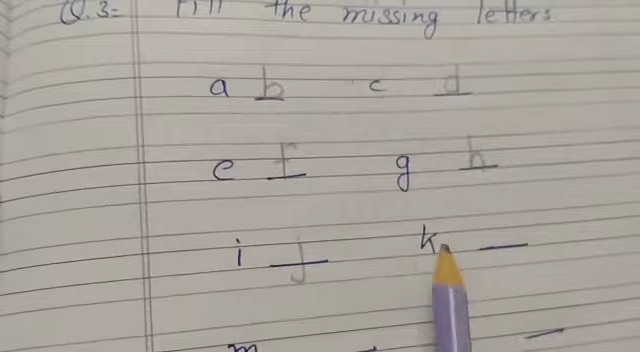 Q.3= Fill the missing letters.
a b c d
e f g h
i j k
m